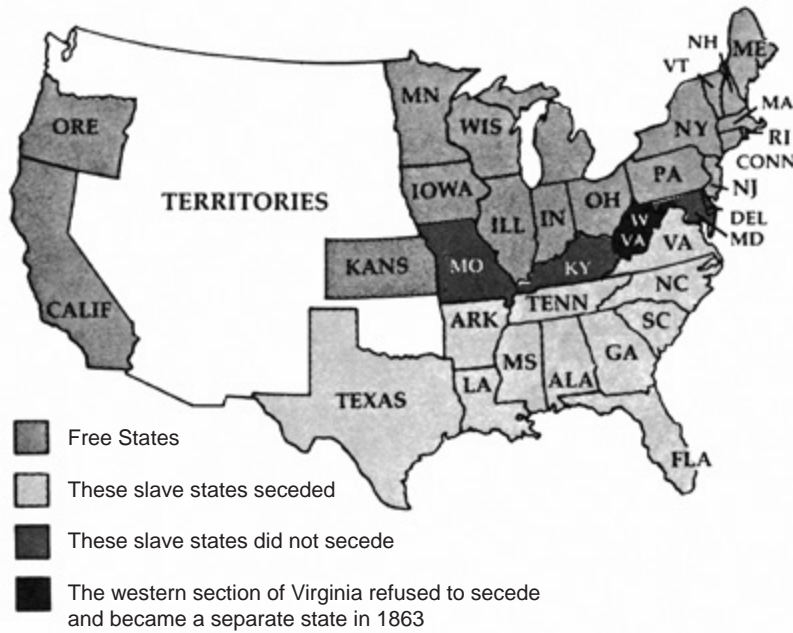 NH
ME
VT
MN
ORE
WIS
NY
MA
RI
CONN
PA
IOWA
NJ
OH
TERRITORIES
ILL
IN
W
VA
DEL
MD
VA
KANS
MO
KY
NC
CALIF
TENN
ARK
SC
GA
MS
ALA
LA
TEXAS
FLA
Free States
These slave states seceded
These slave states did not secede
The western section of Virginia refused to secede
and became a separate state in 1863